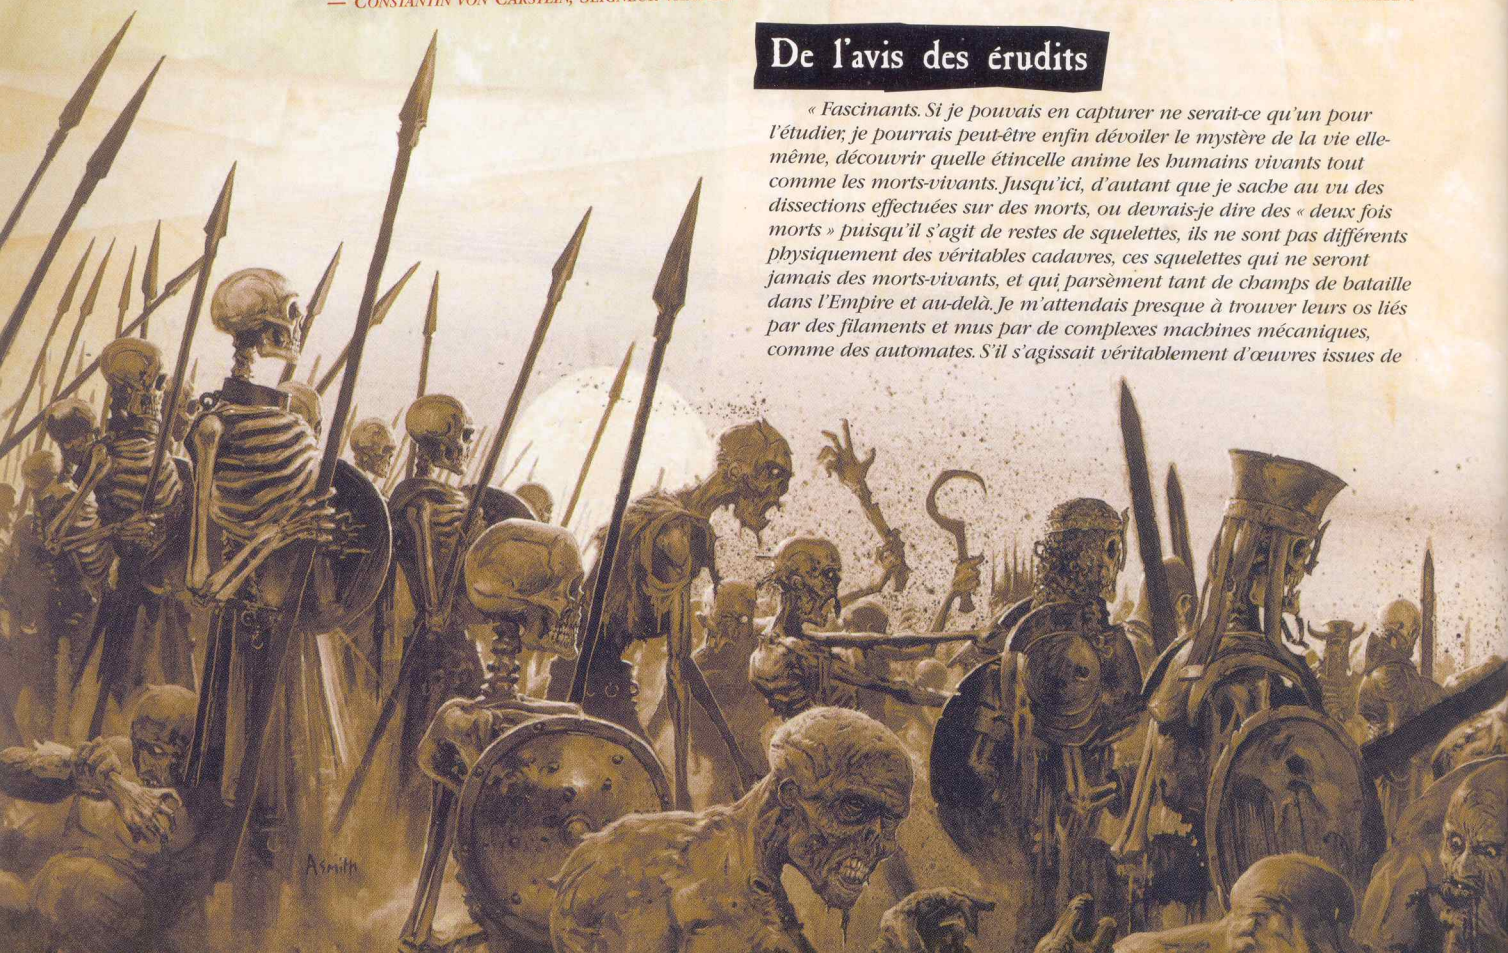 — CONSTANTIN VON CARSTEIN,
De l'avis des érudits
« Fascinants. Si je pouvais en capturer ne serait-ce qu'un pour
l'étudier, je pourrais peut-être enfin dévoiler le mystère de la vie elle-
même, découvrir quelle étincelle anime les humains vivants tout
comme les morts-vivants. Jusqu'ici, d'autant que je sache au vu des
dissections effectuées sur des morts, ou devrais-je dire des « deux fois
morts » puisqu'il s'agit de restes de squelettes, ils ne sont pas différents
physiquement des véritables cadavres, ces squelettes qui ne seront
jamais des morts-vivants, et qui parsèment tant de champs de bataille
dans l'Empire et au-delà. Je m'attendais presque à trouver leurs os liés
par des filaments et mus par de complexes machines mécaniques,
comme des automates. S'il s'agissait véritablement d'œuvres issues de
Asmith